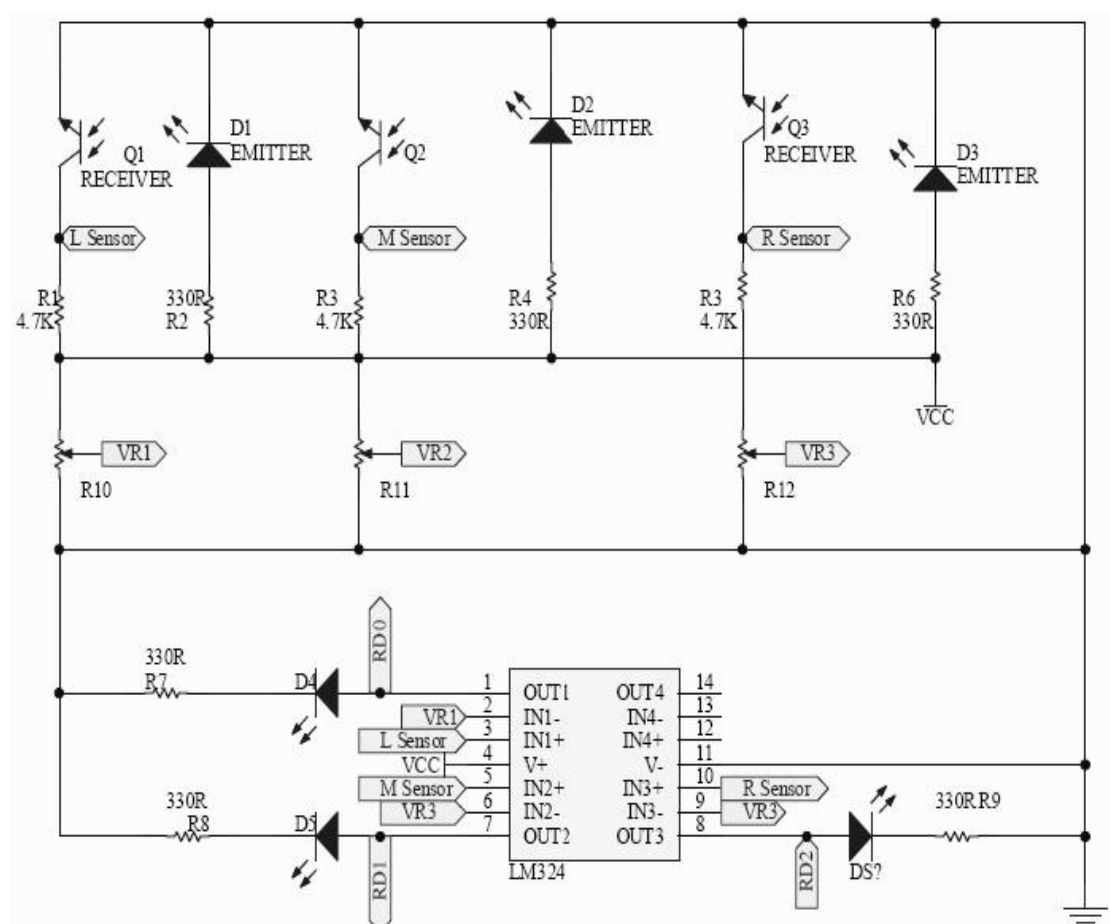 D1
EMITTER
D2
EMITTER
Q1
RECEIVER
Q2
Q3
RECEIVER
D3
EMITTER
L Sensor
M Sensor
R Sensor
R1
4.7K
330R
R2
R3
4.7K
R4
330R
R3
4.7K
R6
330R
VCC
VR1
VR2
VR3
R10
R11
R12
RD0
330R
R7
D4
1
OUT1
OUT4
14
VR1
2
IN1-
IN4-
13
L Sensor
3
IN1+
IN4+
12
VCC
4
V+
V-
11
M Sensor
5
IN2+
IN3+
10
R Sensor
VR3
6
IN2-
IN3-
9
VR3
330R
R8
D5
7
OUT2
OUT3
8
330R R9
LM324
RD1
RD2
DS?